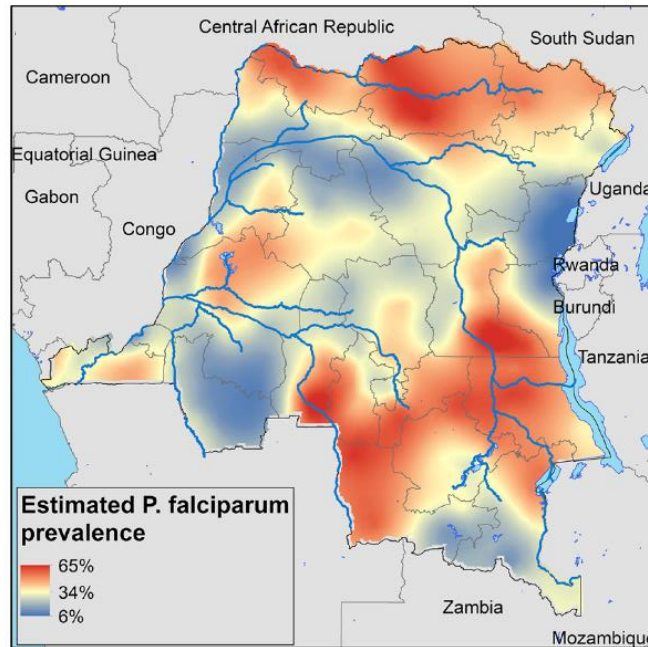 Central African Republic
South Sudan
Cameroon
Equatorial Guinea
Gabon
Congo
Uganda
Rwanda
Burundi
Tanzania
Estimated P. falciparum
prevalence
65%
34%
6%
Zambia
Mozambique